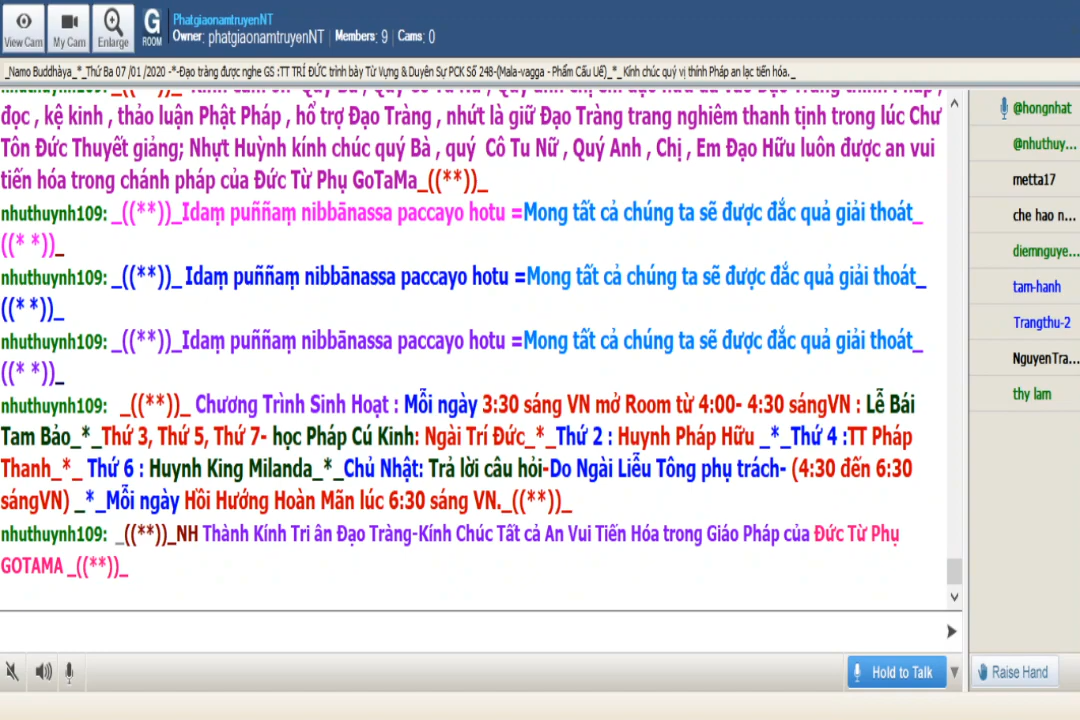 PhatgiaonamtruyenNT
View Cam My Cam Enlarge G ROOM Owner: phatgiaonamtruyenNT | Members: 9 | Cams: 0
_Namo Buddhàya_*_Thứ Ba 07 /01 /2020 -*-Đạo tràng được nghe GS :TT TRÍ ĐỨC trình bày Từ Vựng & Duyên Sự PCK Số 248-(Mala-vagga - Phẩm Cấu Uế)_*_ Kính chúc quý vị thính Pháp an lạc tiến hóa._
đọc , kệ kinh , thảo luận Phật Pháp , hổ trợ Đạo Tràng , nhứt là giữ Đạo Tràng trang nghiêm thanh tịnh trong lúc Chư
Tôn Đức Thuyết giảng; Nhựt Huỳnh kính chúc quý Bà , quý Cô Tu Nữ , Quý Anh , Chị , Em Đạo Hữu luôn được an vui
tiến hóa trong chánh pháp của Đức Từ Phụ GoTaMa_((**))_
nhuthuynh109: _((**))_Idaṃ puññaṃ nibbānassa paccayo hotu =Mong tất cả chúng ta sẽ được đắc quả giải thoát_
((* *))_
nhuthuynh109: _((**))_Idaṃ puññaṃ nibbānassa paccayo hotu =Mong tất cả chúng ta sẽ được đắc quả giải thoát_
((* *))_
nhuthuynh109: _((**))_Idaṃ puññaṃ nibbānassa paccayo hotu =Mong tất cả chúng ta sẽ được đắc quả giải thoát_
((* *))_
nhuthuynh109: _((**))_ Chương Trình Sinh Hoạt : Mỗi ngày 3:30 sáng VN mở Room từ 4:00- 4:30 sángVN : Lễ Bái
Tam Bảo_*_Thứ 3, Thứ 5, Thứ 7- học Pháp Cú Kinh: Ngài Trí Đức_*_Thứ 2 : Huynh Pháp Hữu _*_Thứ 4 :TT Pháp
Thanh_*_ Thứ 6 : Huynh King Milanda_*_Chủ Nhật: Trả lời câu hỏi-Do Ngài Liễu Tông phụ trách- (4:30 đến 6:30
sángVN) _*_Mỗi ngày Hồi Hướng Hoàn Mãn lúc 6:30 sáng VN._((**))_
nhuthuynh109: _((**))_NH Thành Kính Tri ân Đạo Tràng-Kính Chúc Tất cả An Vui Tiến Hóa trong Giáo Pháp của Đức Từ Phụ
GOTAMA _((**))_
@hongnhat
@nhuthuy...
metta17
che hao n...
diemnguye...
tam-hanh
Trangthu-2
NguyenTra...
thy lam
Hold to Talk
Raise Hand